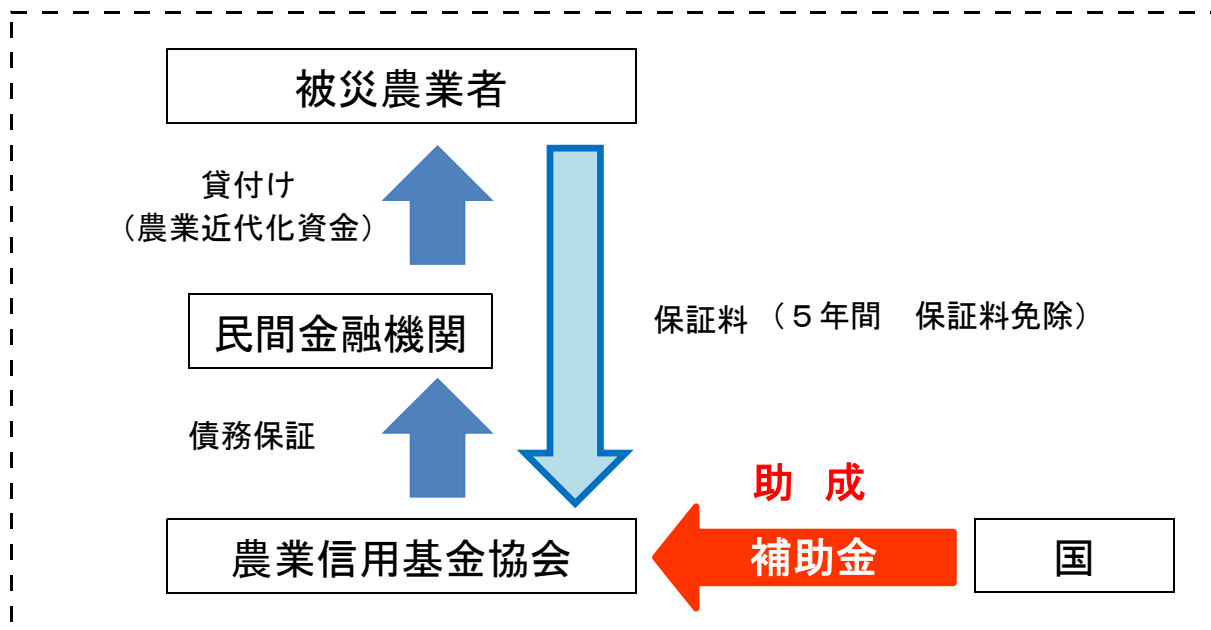 被災農業者
貸付け
（農業近代化資金）
民間金融機関
保証料（５年間　保証料免除）
債務保証
助　成
農業信用基金協会
補助金
国